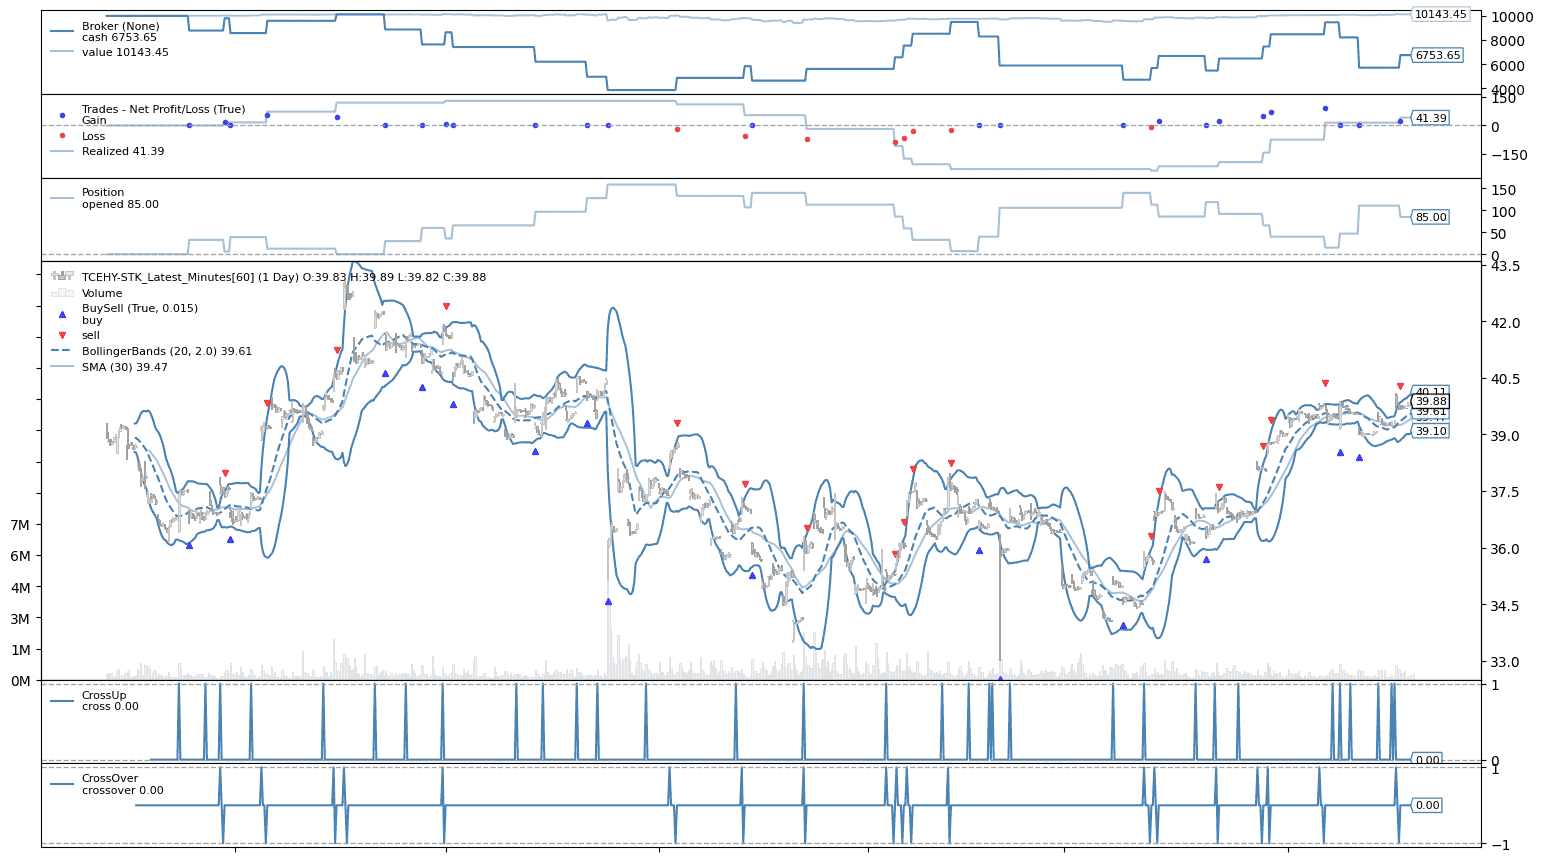 Broker (None)
cash 6753.65
value 10143.45
10143.45
10000
8000
6753.65
6000
4000
Trades - Net Profit/Loss (True)
Gain
Loss
Realized 41.39
150
41.39
0
−150
Position
opened 85.00
150
100
85.00
50
0
TCEHY-STK_Latest_Minutes[60] (1 Day) O:39.83 H:39.89 L:39.82 C:39.88
Volume
BuySell (True, 0.015)
buy
sell
BollingerBands (20, 2.0) 39.61
SMA (30) 39.47
43.5
42.0
40.5
40.11
39.88
39.61
39.10
39.0
37.5
36.0
34.5
33.0
7M
6M
4M
3M
1M
0M
CrossUp
cross 0.00
1
0.00
0
CrossOver
crossover 0.00
1
0.00
−1